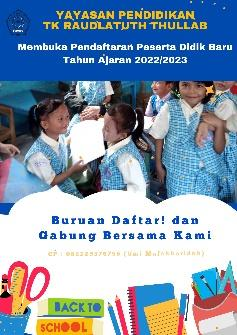 YAYASAN PENDIDIKAN
TK RAUDLATUTH THULLAB
Membuka Pendaftaran Peserta Didik Baru
Tahun Ajaran 2022/2023
Buruan Daftar! dan
Gabung Bersama Kami
BACK TO
SCHOOL